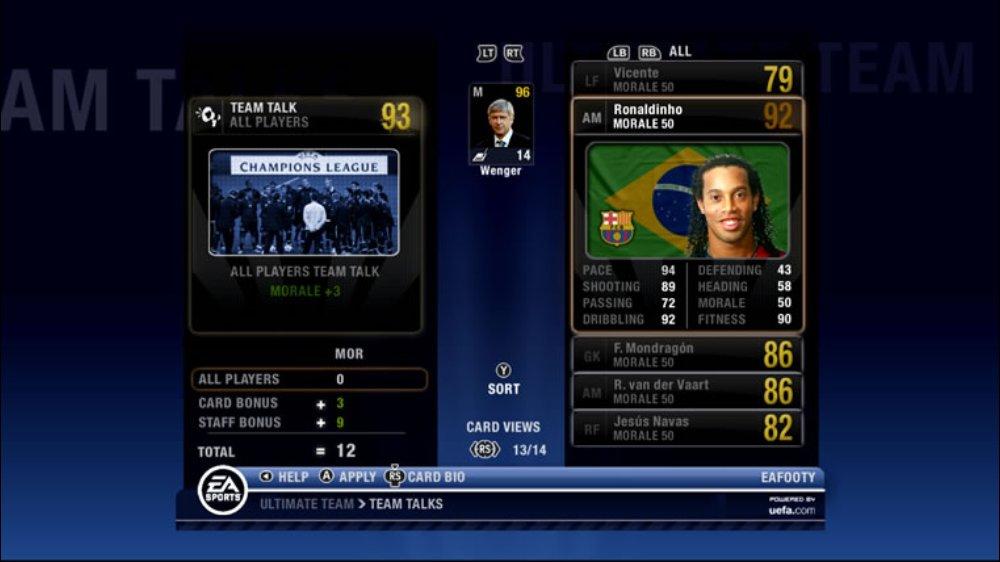 AM TA
UL
TEAM
TEAM TALK
ALL PLAYERS
93
CHAMPIONS LEAGUE
ALL PLAYERS TEAM TALK
MORALE +3
MOR
ALL PLAYERS 0
CARD BONUS + 3
STAFF BONUS + 9
TOTAL = 12
LT RT
M 96
14
Wenger
Y
SORT
CARD VIEWS
RS 13/14
LB RB ALL
LF Vicente 79
MORALE 50
AM Ronaldinho 92
MORALE 50
PACE 94 DEFENDING 43
SHOOTING 89 HEADING 58
PASSING 72 MORALE 50
DRIBBLING 92 FITNESS 90
GK F. Mondragón 86
MORALE 50
AM R. van der Vaart 86
MORALE 50
RF Jesús Navas 82
MORALE 50
HELP A APPLY RS CARD BIO EAFOOTY
EA
SPORTS
ULTIMATE TEAM > TEAM TALKS
POWERED BY
uefa.com